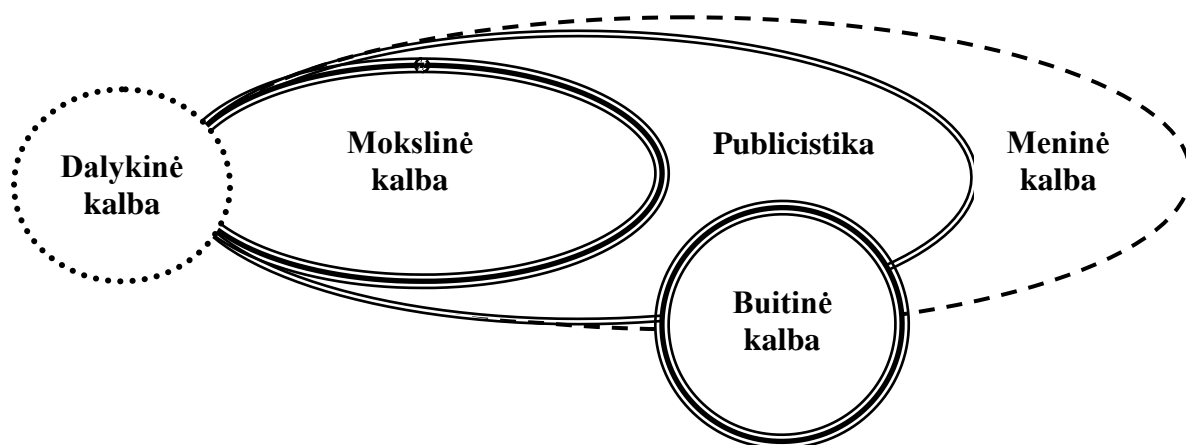 Dalykinė
kalba
Mokslinė
kalba
Publicistika
Meninė
kalba
Buitinė
kalba